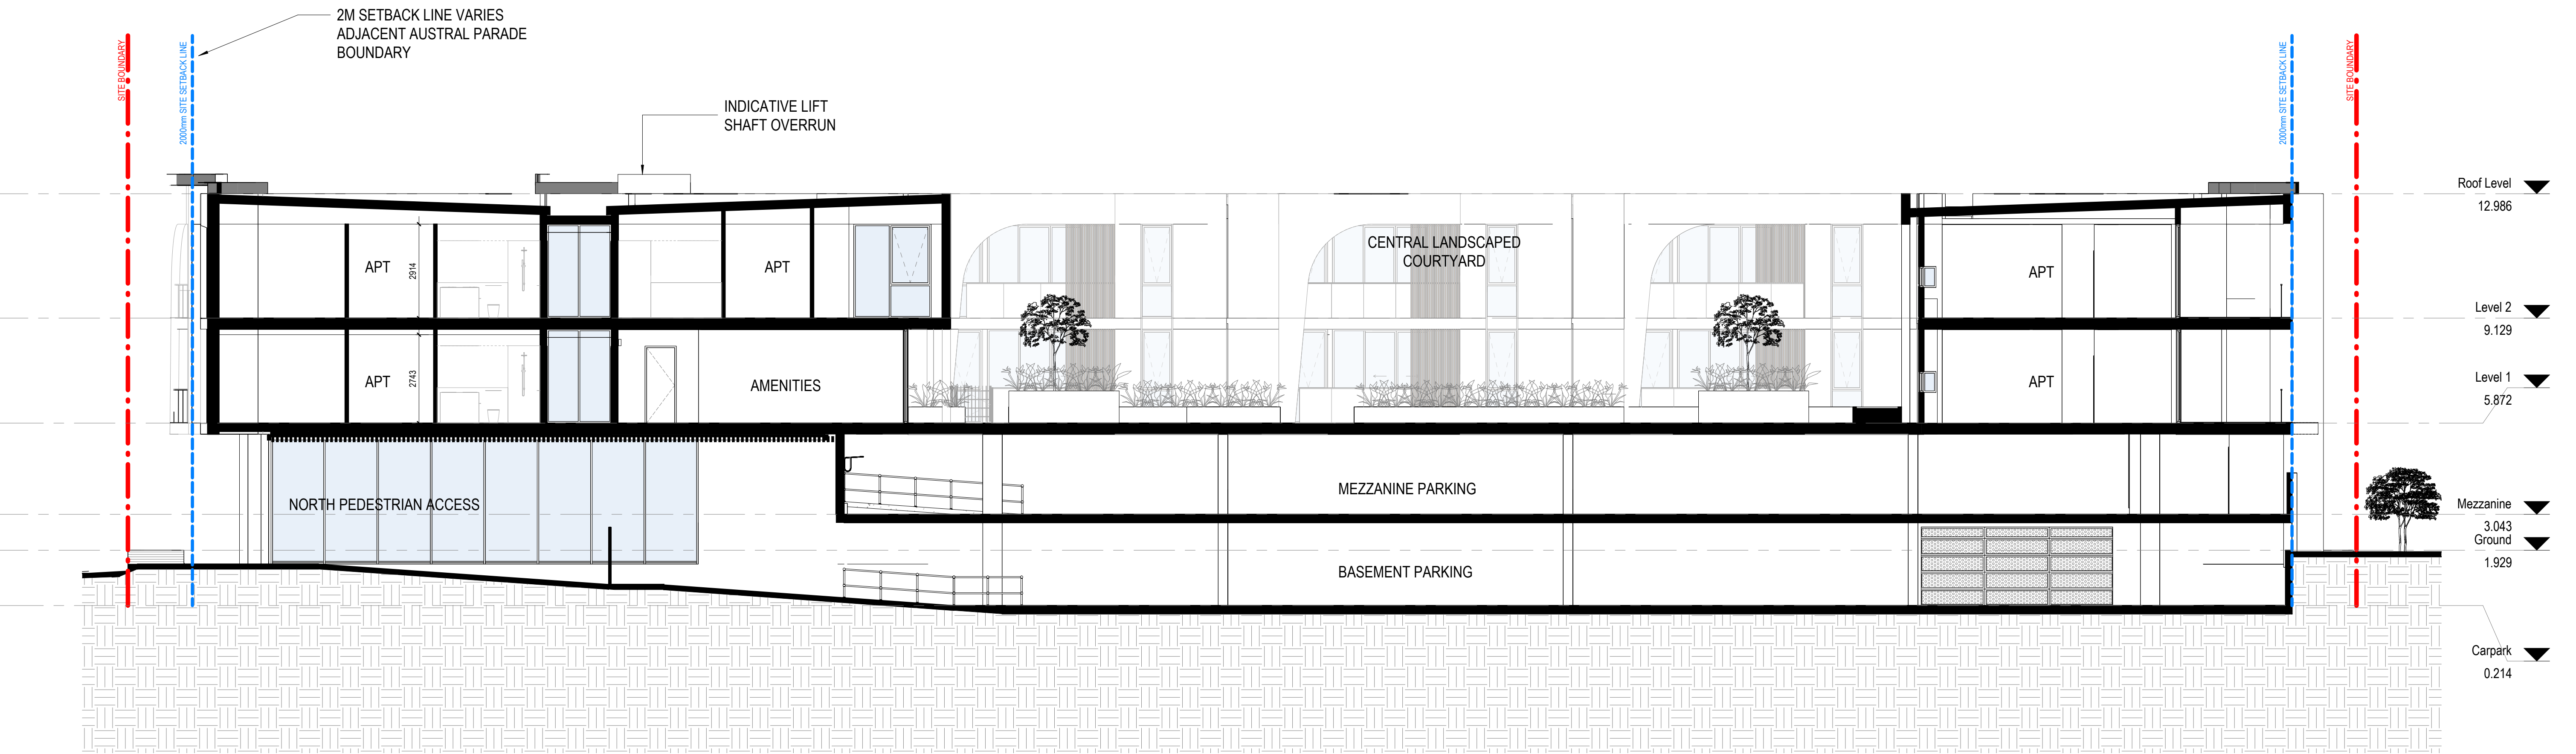 2M SETBACK LINE VARIES
ADJACENT AUSTRAL PARADE
BOUNDARY
SITE BOUNDARY
2000mm SITE SETBACK LINE
INDICATIVE LIFT
SHAFT OVERRUN
2000mm SITE SETBACK LINE
SITE BOUNDARY
Roof Level
12.986
CENTRAL LANDSCAPED
COURTYARD
APT
2914
APT
APT
Level 2
9.129
APT
2743
AMENITIES
APT
Level 1
5.872
NORTH PEDESTRIAN ACCESS
MEZZANINE PARKING
Mezzanine
3.043
Ground
1.929
BASEMENT PARKING
Carpark
0.214